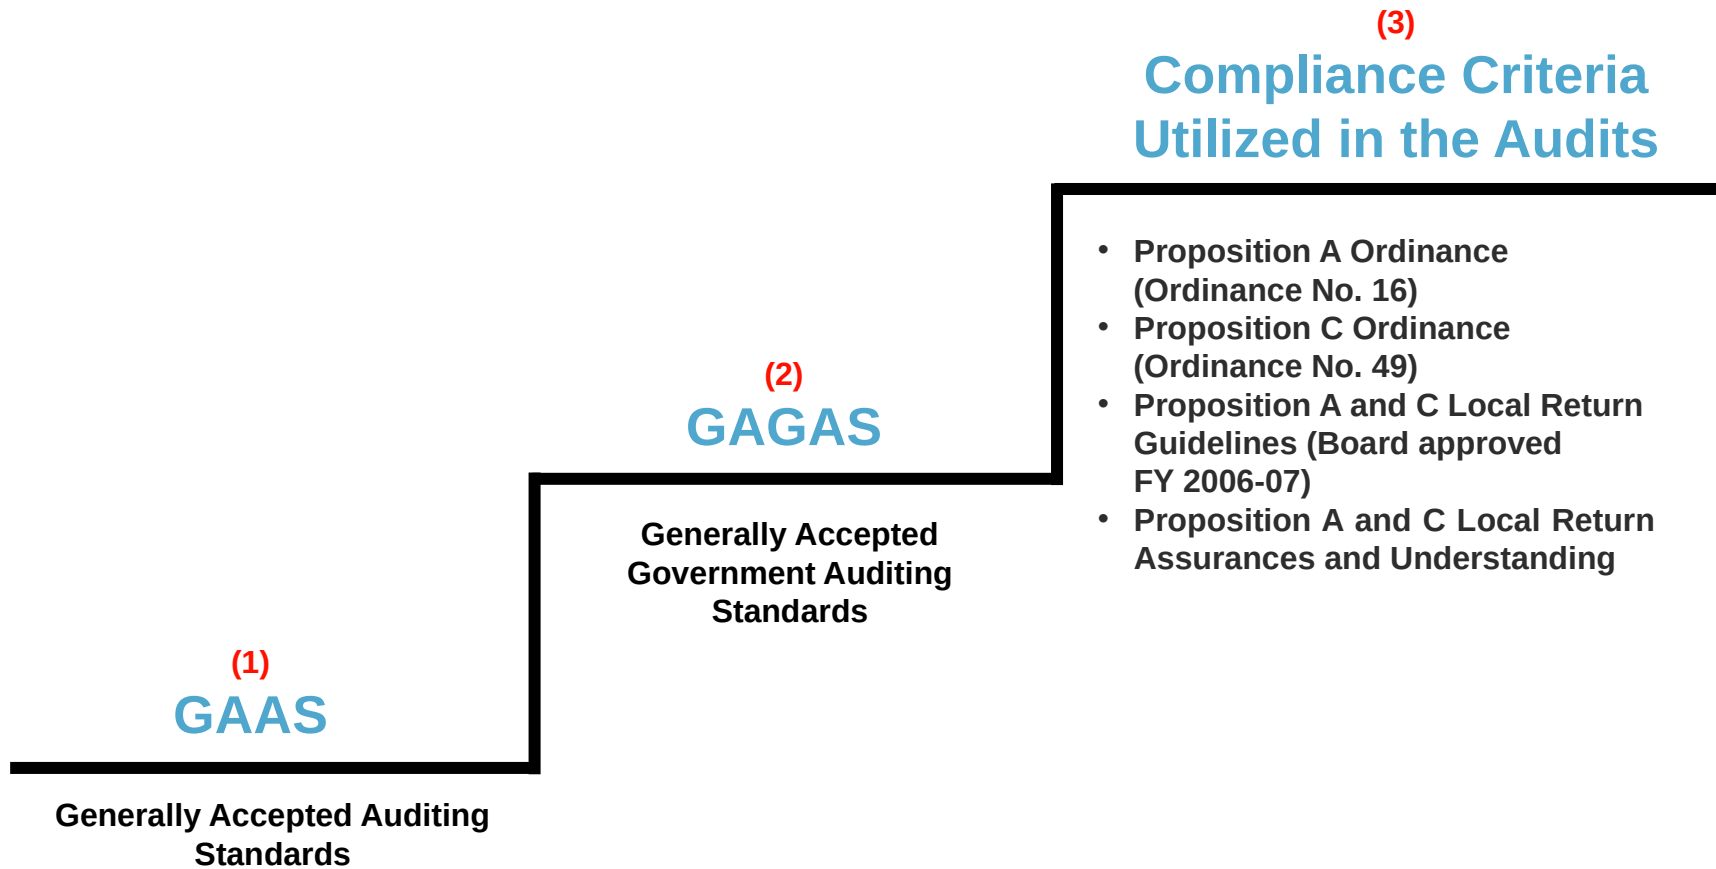 (1)
GAAS
Generally Accepted Auditing
Standards
(2)
GAGAS
Generally Accepted
Government Auditing
Standards
(3)
Compliance Criteria
Utilized in the Audits
• Proposition A Ordinance
(Ordinance No. 16)
• Proposition C Ordinance
(Ordinance No. 49)
• Proposition A and C Local Return
Guidelines (Board approved
FY 2006-07)
• Proposition A and C Local Return
Assurances and Understanding